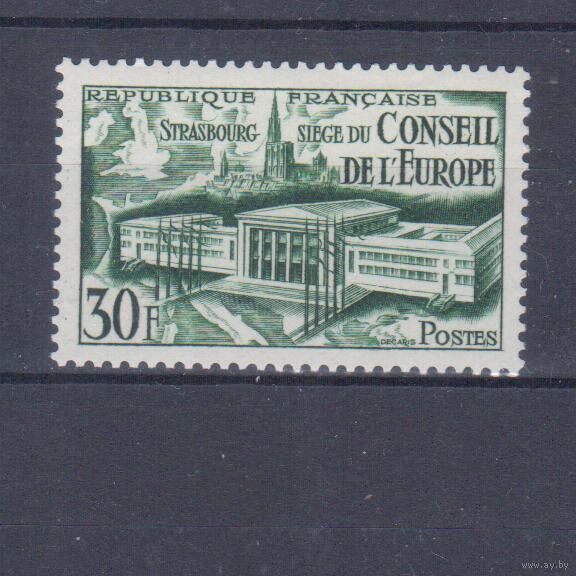 REPUBLIQUE FRANÇAISE
STRASBOURG SIEGE DU CONSEIL
DE L'EUROPE
30F
DECARIS
POSTES
www.ay.by